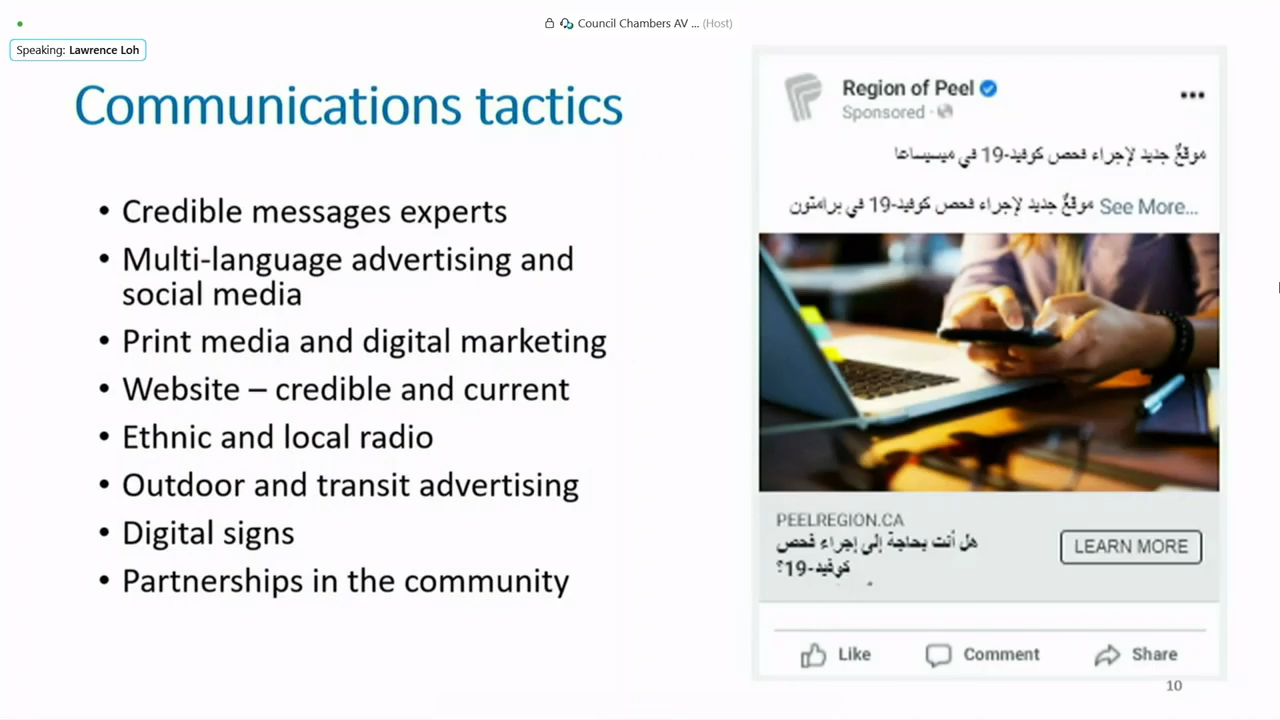 Council Chambers AV ... (Host)
Speaking: Lawrence Loh
Communications tactics
• Credible messages experts
• Multi-language advertising and
social media
• Print media and digital marketing
• Website – credible and current
• Ethnic and local radio
• Outdoor and transit advertising
• Digital signs
• Partnerships in the community
Region of Peel
Sponsored ·
موقعٌ جديد لإجراء فحص كوفيد-19 في ميسيساغا
موقعٌ جديد لإجراء فحص كوفيد-19 في برامتون See More...
PEELREGION.CA
هل أنت بحاجة إلى إجراء فحص
كوفيد-19؟
LEARN MORE
Like Comment Share
10